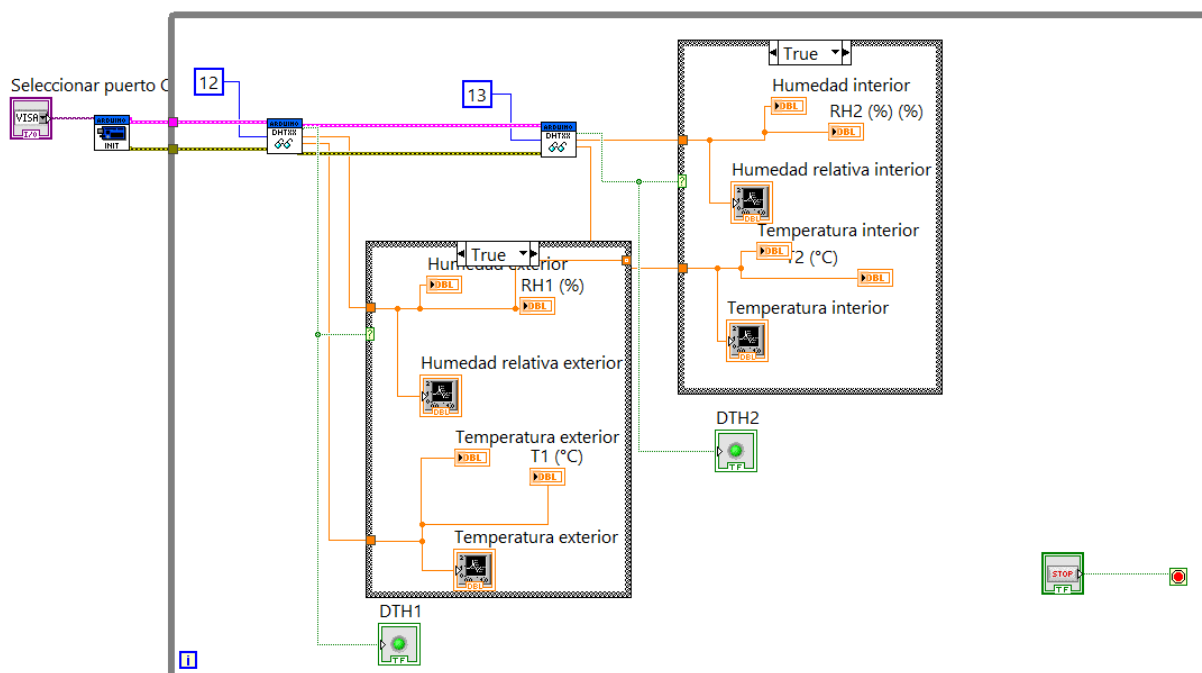 True
Seleccionar puerto C
12
13
Humedad interior
RH2 (%) (%)
VISA
I/O
ARDUINO
INIT
ARDUINO
DHTXX
ARDUINO
DHTXX
DBL
DBL
?
Humedad relativa interior
DBL
Temperatura interior
T2 (°C)
DBL
DBL
Temperatura interior
DBL
True
Humedad exterior
RH1 (%)
DBL
DBL
?
Humedad relativa exterior
DBL
Temperatura exterior
T1 (°C)
DBL
DBL
Temperatura exterior
DBL
DTH2
TF
STOP
TF
DTH1
TF
i